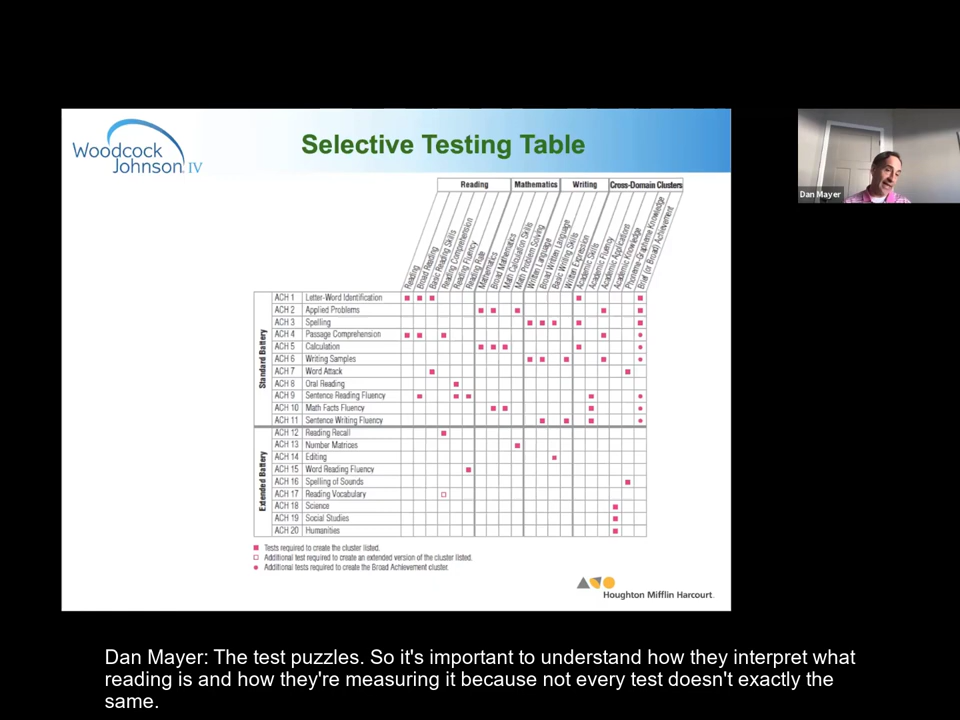 Woodcock
Johnson IV
Selective Testing Table
Dan Mayer
Reading Mathematics Writing Cross-Domain Clusters
Reading
Broad Reading
Basic Reading Skills
Reading Comprehension
Reading Fluency
Reading Rate
Mathematics
Broad Mathematics
Math Calculation Skills
Math Problem Solving
Written Language
Broad Written Language
Basic Writing Skills
Written Expression
Academic Skills
Academic Fluency
Academic Applications
Academic Knowledge
Phoneme-Grapheme Knowledge
Brief (or Broad) Achievement
Standard Battery
ACH 1 Letter-Word Identification
ACH 2 Applied Problems
ACH 3 Spelling
ACH 4 Passage Comprehension
ACH 5 Calculation
ACH 6 Writing Samples
ACH 7 Word Attack
ACH 8 Oral Reading
ACH 9 Sentence Reading Fluency
ACH 10 Math Facts Fluency
ACH 11 Sentence Writing Fluency
Extended Battery
ACH 12 Reading Recall
ACH 13 Number Matrices
ACH 14 Editing
ACH 15 Word Reading Fluency
ACH 16 Spelling of Sounds
ACH 17 Reading Vocabulary
ACH 18 Science
ACH 19 Social Studies
ACH 20 Humanities
Tests required to create the cluster listed.
Additional test required to create an extended version of the cluster listed.
Additional tests required to create the Broad Achievement cluster.
Houghton Mifflin Harcourt.
Dan Mayer: The test puzzles. So it's important to understand how they interpret what
reading is and how they're measuring it because not every test doesn't exactly the
same.